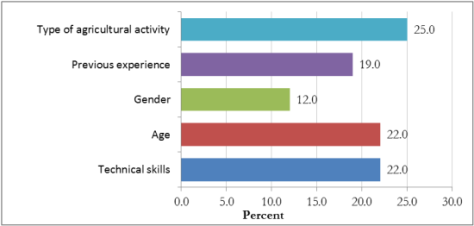 Type of agricultural activity 25.0
Previous experience 19.0
Gender 12.0
Age 22.0
Technical skills 22.0
0.0 5.0 10.0 15.0 20.0 25.0 30.0
Percent